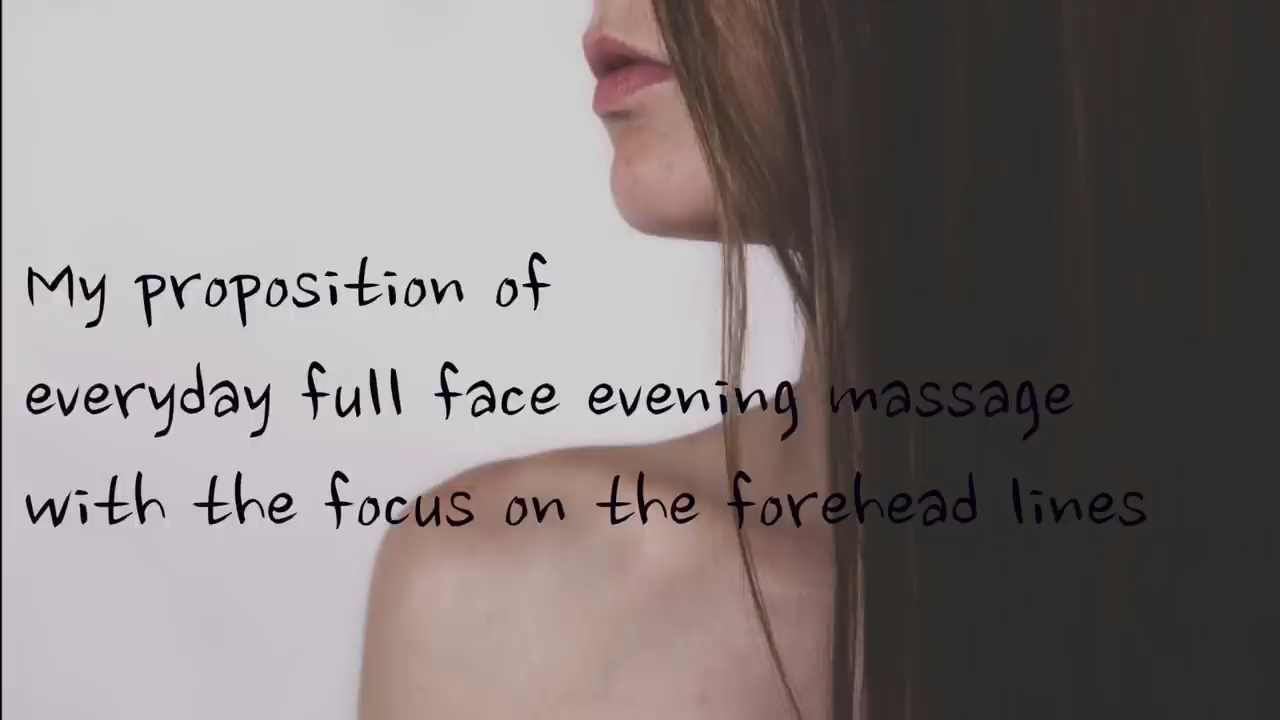 My proposition of
everyday full face evening massage
with the focus on the forehead lines